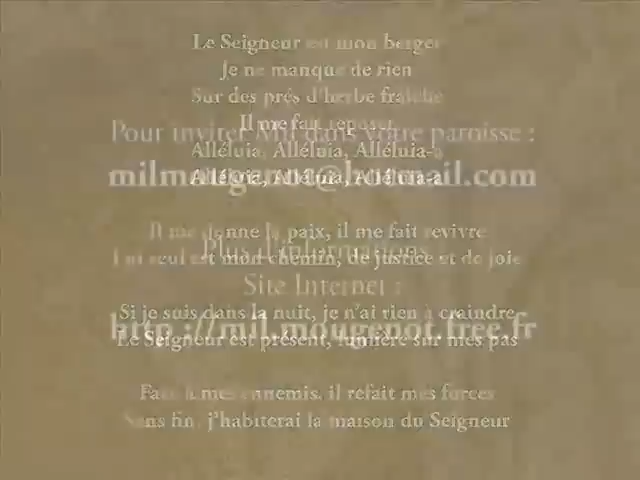 Le Seigneur est mon berger
Je ne manque de rien
Sur des prés d'herbe fraîche
Il me fait reposer
Pour inviter Mil dans votre paroisse :
Alléluia, Alléluia, Alléluia-a
milmougenot@hotmail.com
Alléluia, Alléluia, Alléluia-a
Il me donne la paix, il me fait revivre
Plus d'informations
Lui seul est mon chemin, de justice et de joie
Site Internet :
Si je suis dans la nuit, je n'ai rien à craindre
http://mil.mougenot.free.fr
Le Seigneur est présent, lumière sur mes pas
Face à mes ennemis, il refait mes forces
Sans fin, j'habiterai la maison du Seigneur